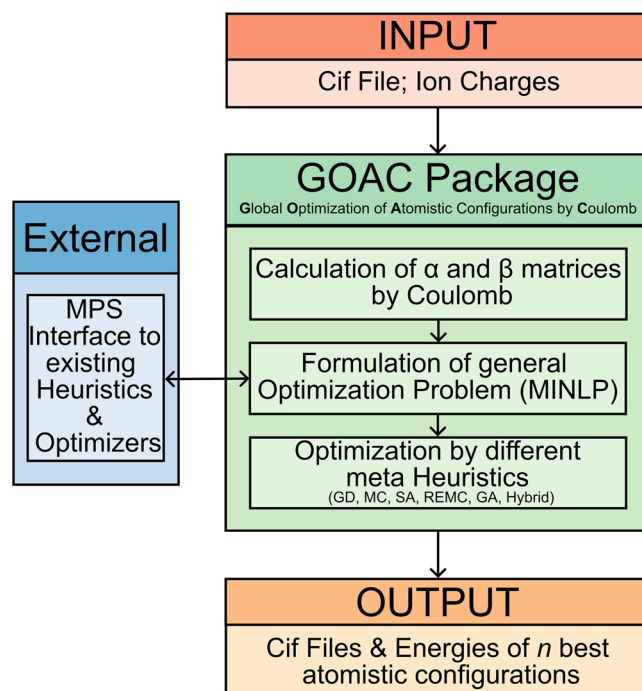 INPUT
Cif File; Ion Charges
GOAC Package
Global Optimization of Atomistic Configurations by Coulomb
External
MPS
Interface to
existing
Heuristics
&
Optimizers
Calculation of α and β matrices
by Coulomb
Formulation of general
Optimization Problem (MINLP)
Optimization by different
meta Heuristics
(GD, MC, SA, REMC, GA, Hybrid)
OUTPUT
Cif Files & Energies of n best
atomistic configurations